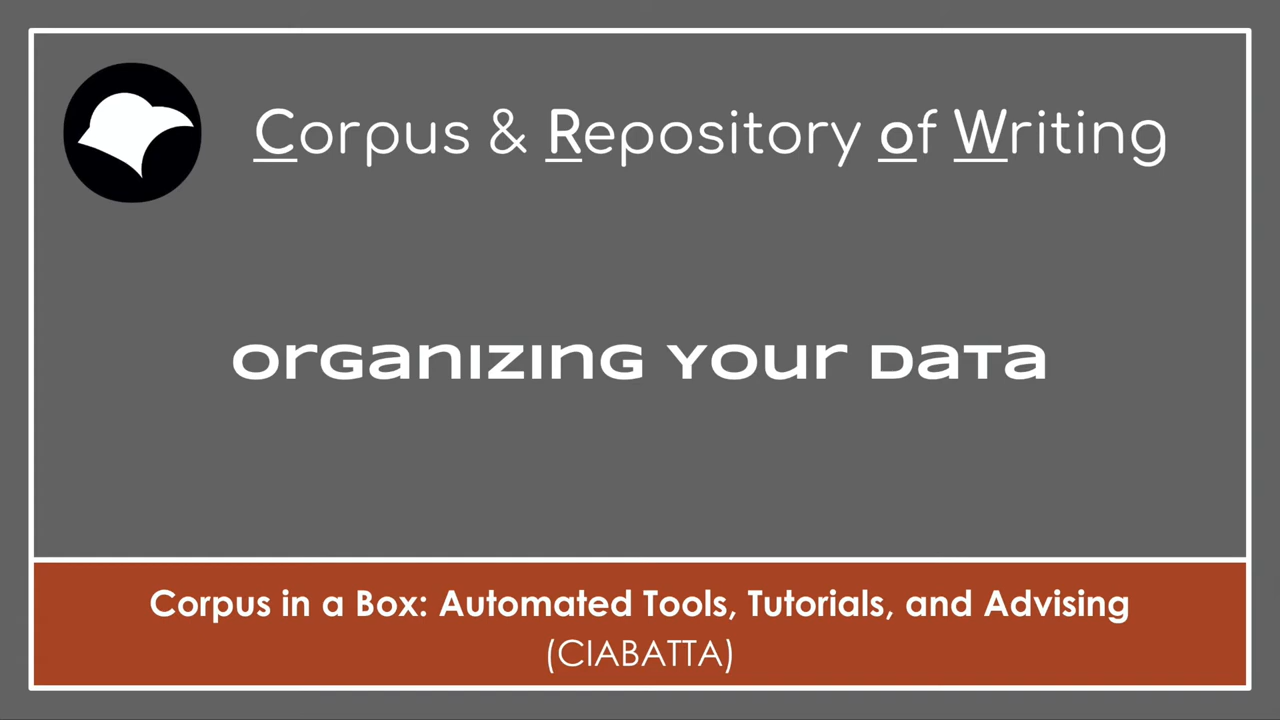 Corpus & Repository of Writing
Organizing Your Data
Corpus in a Box: Automated Tools, Tutorials, and Advising
(CIABATTA)